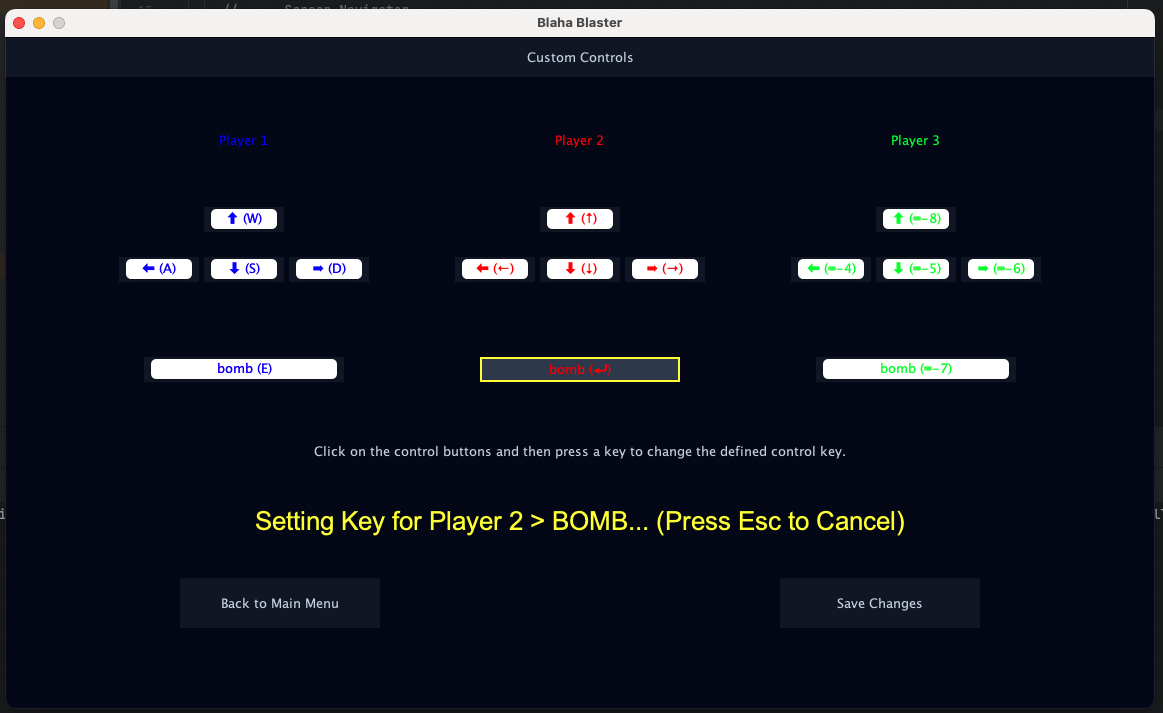 Blaha Blaster
Custom Controls
Player 1 Player 2 Player 3
⬆ (W) ⬆ (↑) ⬆ (⌨-8)
⬅ (A) ⬇ (S) ➡ (D) ⬅ (←) ⬇ (↓) ➡ (→) ⬅ (⌨-4) ⬇ (⌨-5) ➡ (⌨-6)
bomb (E) bomb (⏎) bomb (⌨-7)
Click on the control buttons and then press a key to change the defined control key.
Setting Key for Player 2 > BOMB... (Press Esc to Cancel)
Back to Main Menu Save Changes